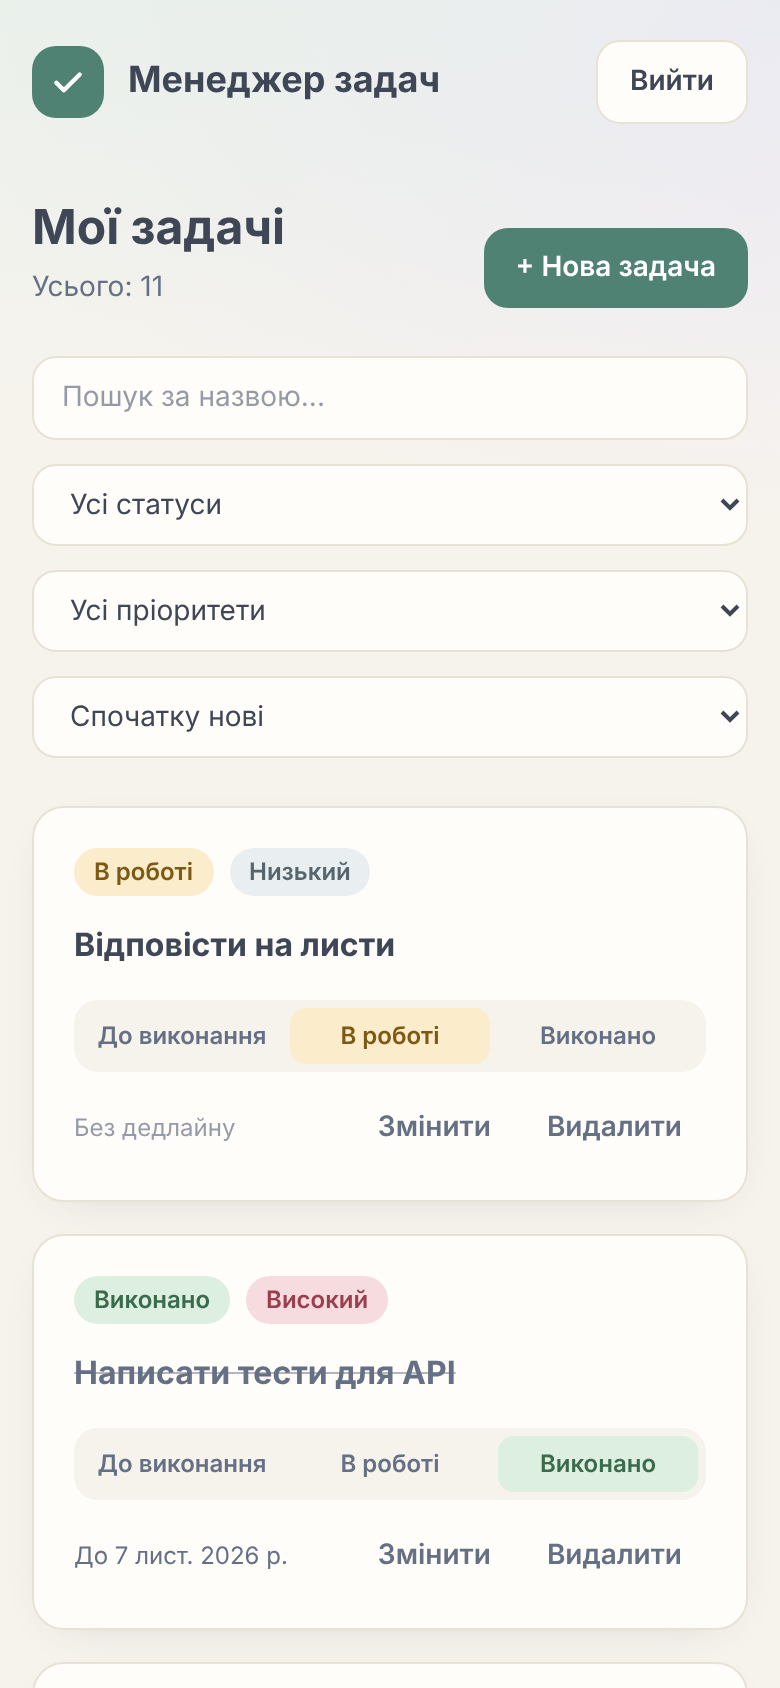 Менеджер задач
Вийти
Мої задачі
Усього: 11
+ Нова задача
Пошук за назвою...
Усі статуси
Усі пріоритети
Спочатку нові
В роботі Низький
Відповісти на листи
До виконання В роботі Виконано
Без дедлайну Змінити Видалити
Виконано Високий
Написати тести для API
До виконання В роботі Виконано
До 7 лист. 2026 р. Змінити Видалити